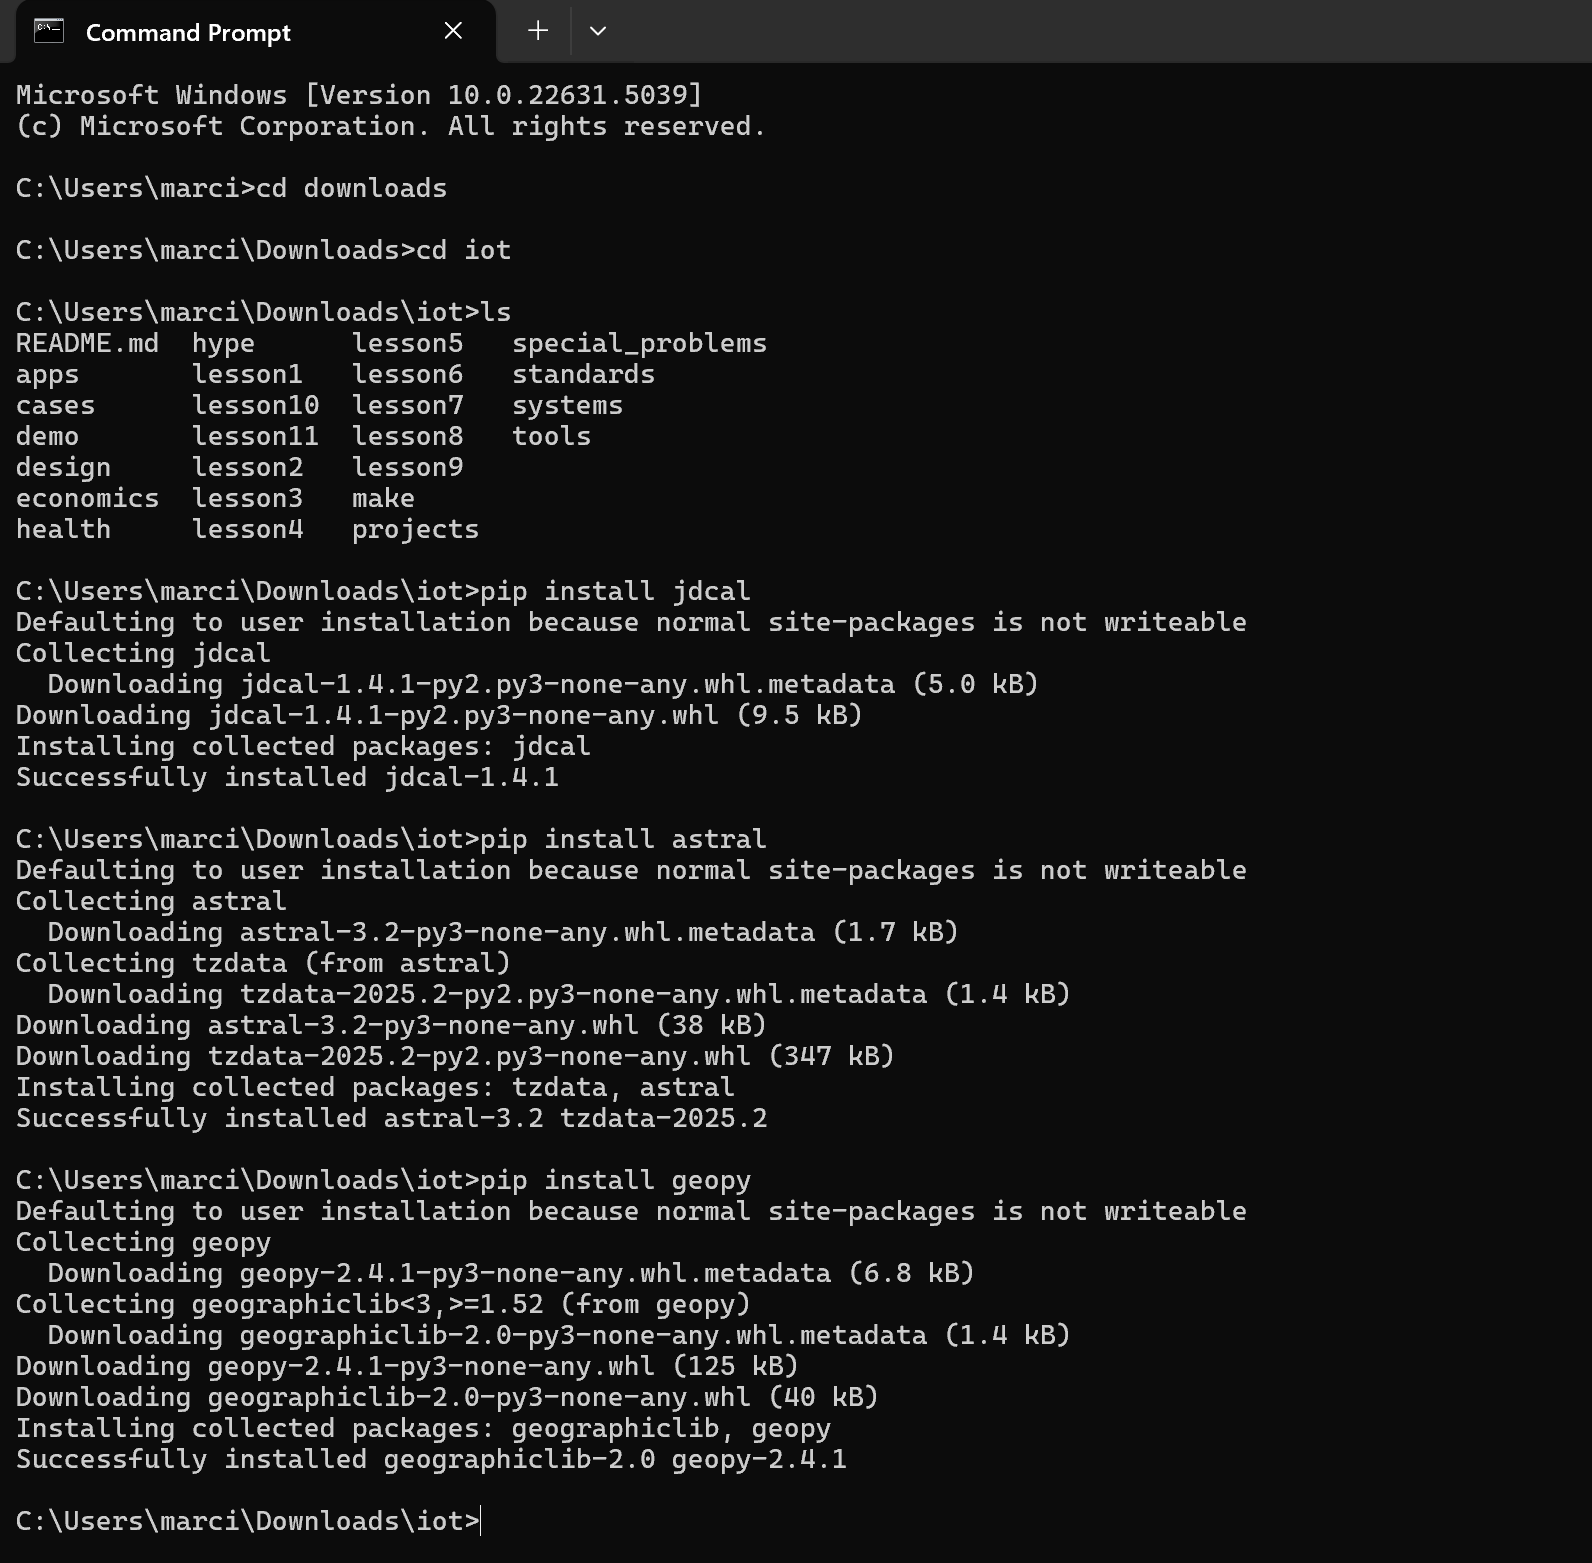 Command Prompt
Microsoft Windows [Version 10.0.22631.5039]
(c) Microsoft Corporation. All rights reserved.
C:\Users\marci>cd downloads
C:\Users\marci\Downloads>cd iot
C:\Users\marci\Downloads\iot>ls
README.md  hype      lesson5   special_problems
apps       lesson1   lesson6   standards
cases      lesson10  lesson7   systems
demo       lesson11  lesson8   tools
design     lesson2   lesson9
economics  lesson3   make
health     lesson4   projects
C:\Users\marci\Downloads\iot>pip install jdcal
Defaulting to user installation because normal site-packages is not writeable
Collecting jdcal
  Downloading jdcal-1.4.1-py2.py3-none-any.whl.metadata (5.0 kB)
Downloading jdcal-1.4.1-py2.py3-none-any.whl (9.5 kB)
Installing collected packages: jdcal
Successfully installed jdcal-1.4.1
C:\Users\marci\Downloads\iot>pip install astral
Defaulting to user installation because normal site-packages is not writeable
Collecting astral
  Downloading astral-3.2-py3-none-any.whl.metadata (1.7 kB)
Collecting tzdata (from astral)
  Downloading tzdata-2025.2-py2.py3-none-any.whl.metadata (1.4 kB)
Downloading astral-3.2-py3-none-any.whl (38 kB)
Downloading tzdata-2025.2-py2.py3-none-any.whl (347 kB)
Installing collected packages: tzdata, astral
Successfully installed astral-3.2 tzdata-2025.2
C:\Users\marci\Downloads\iot>pip install geopy
Defaulting to user installation because normal site-packages is not writeable
Collecting geopy
  Downloading geopy-2.4.1-py3-none-any.whl.metadata (6.8 kB)
Collecting geographiclib<3,>=1.52 (from geopy)
  Downloading geographiclib-2.0-py3-none-any.whl.metadata (1.4 kB)
Downloading geopy-2.4.1-py3-none-any.whl (125 kB)
Downloading geographiclib-2.0-py3-none-any.whl (40 kB)
Installing collected packages: geographiclib, geopy
Successfully installed geographiclib-2.0 geopy-2.4.1
C:\Users\marci\Downloads\iot>